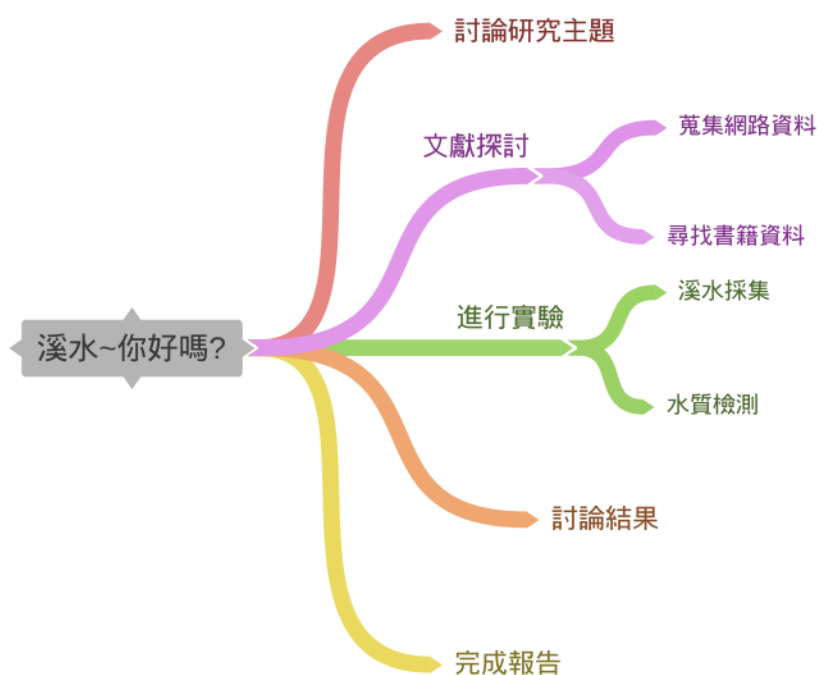 討論研究主題
文獻探討
蒐集網路資料
尋找書籍資料
溪水~你好嗎?
進行實驗
溪水採集
水質檢測
討論結果
完成報告